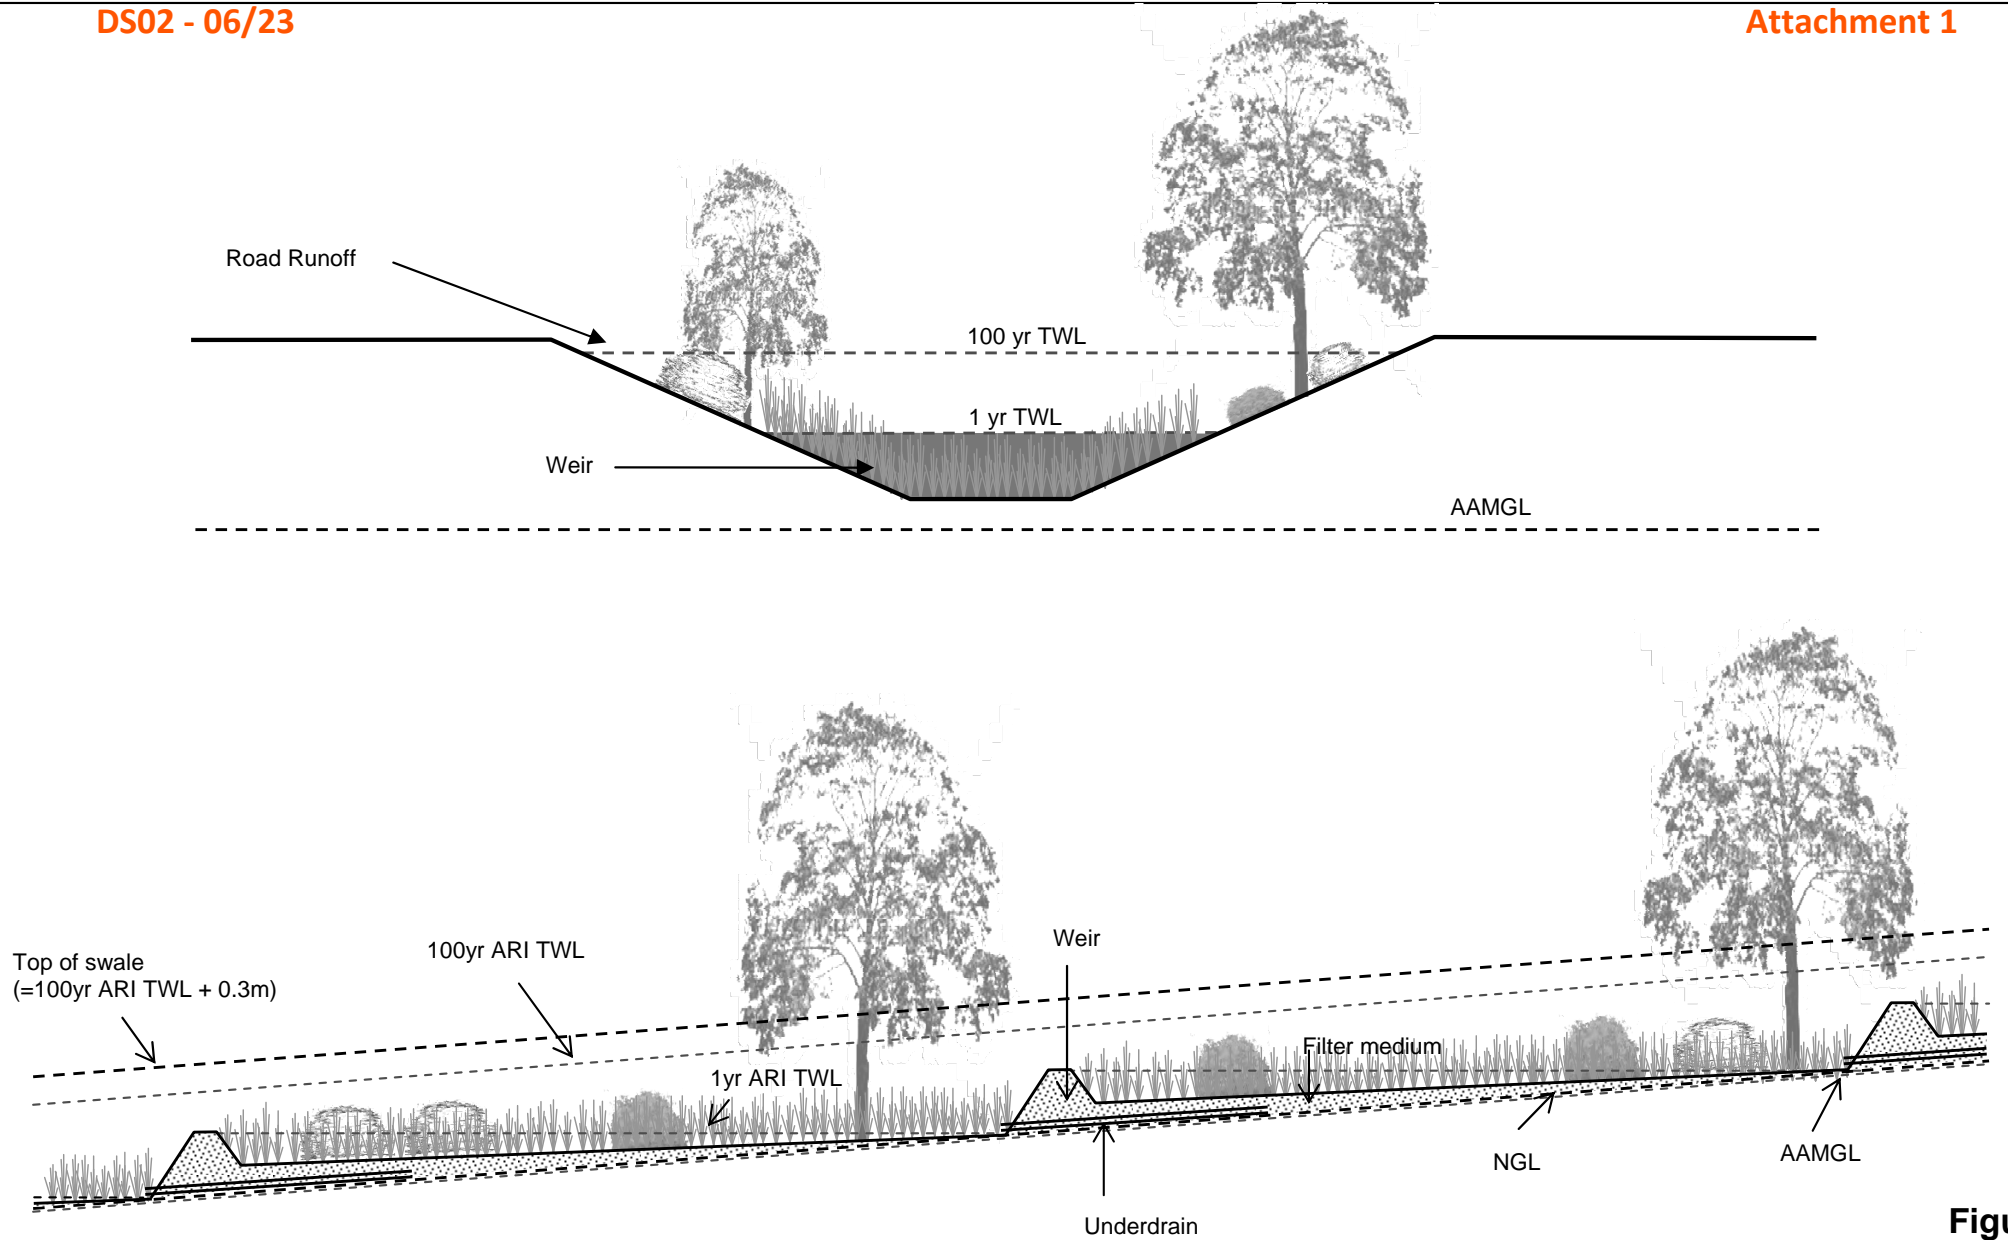 DS02 - 06/23
Attachment 1
Road Runoff
100 yr TWL
1 yr TWL
Weir
AAMGL
Weir
100yr ARI TWL
Top of swale
(=100yr ARI TWL + 0.3m)
Filter medium
1yr ARI TWL
NGL
AAMGL
Underdrain
Figu